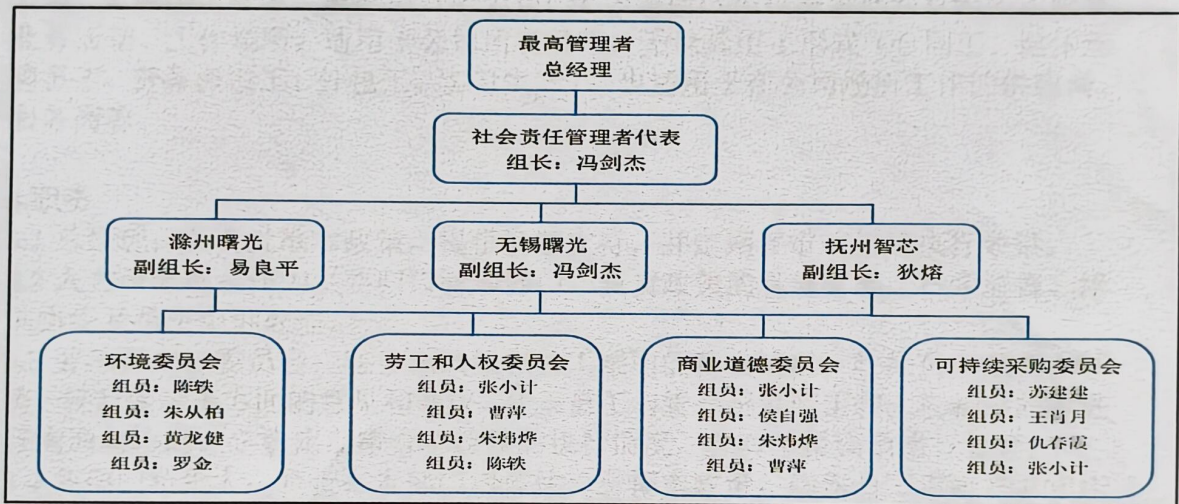 最高管理者
总经理
社会责任管理者代表
组长：冯剑杰
滁州曙光
副组长：易良平
无锡曙光
副组长：冯剑杰
抚州智芯
副组长：狄熔
环境委员会
组员：陈轶
组员：朱从柏
组员：黄龙健
组员：罗金
劳工和人权委员会
组员：张小计
组员：曹萍
组员：朱炜烨
组员：陈轶
商业道德委员会
组员：张小计
组员：侯自强
组员：朱炜烨
组员：曹萍
可持续采购委员会
组员：苏建建
组员：王肖月
组员：仇春霞
组员：张小计